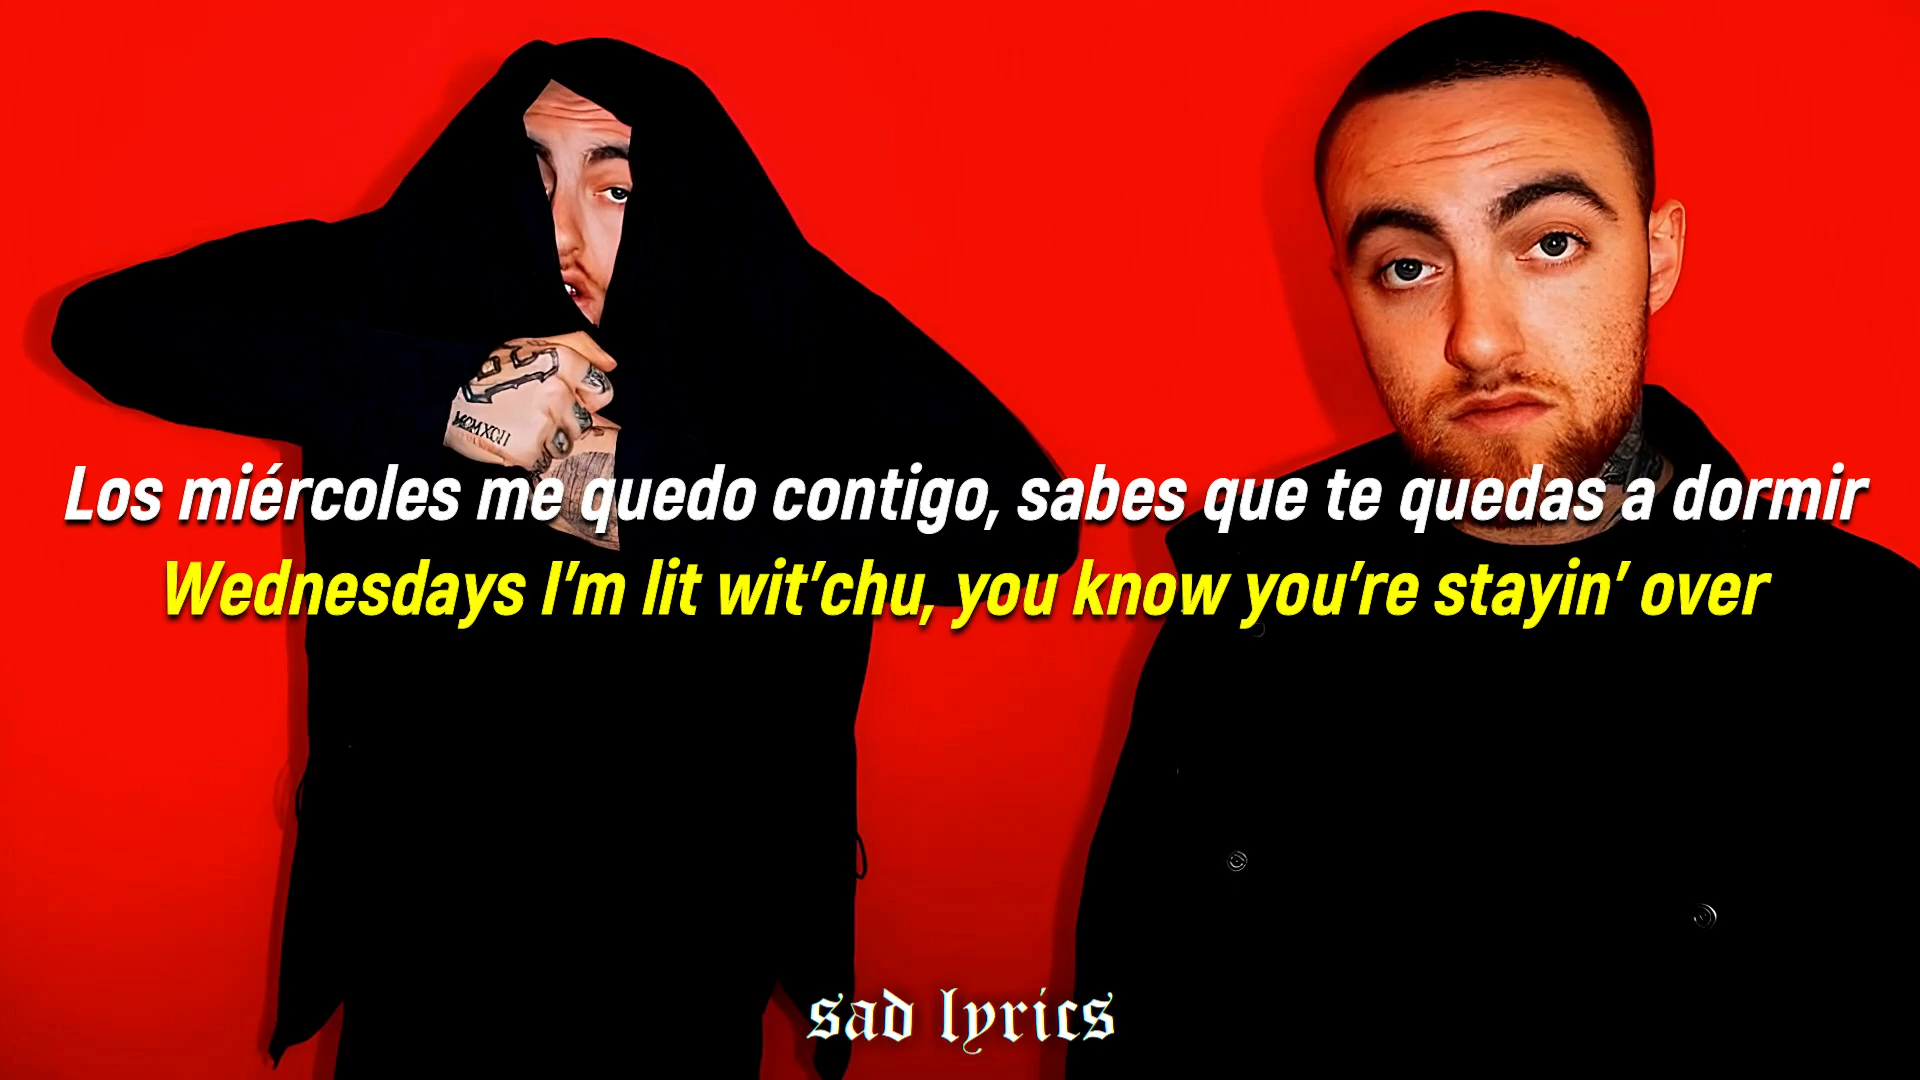 Los miércoles me quedo contigo, sabes que te quedas a dormir
Wednesdays I’m lit wit’chu, you know you’re stayin’ over
MCMXCII
sad lyrics